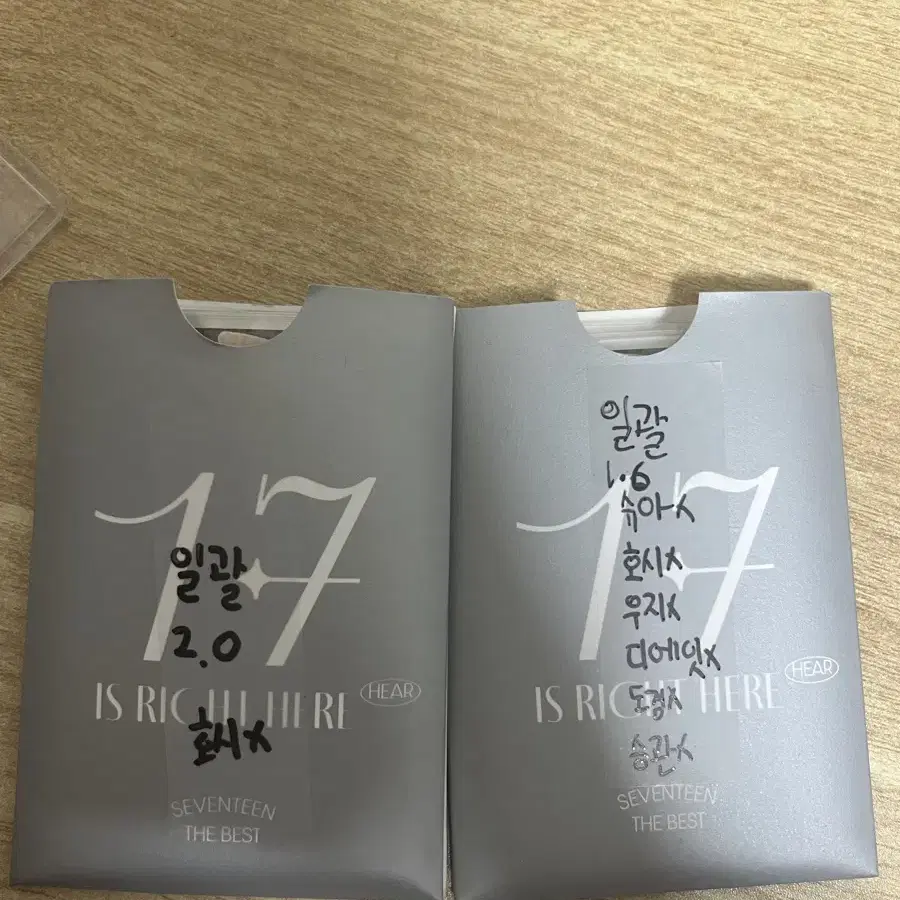 17
일괄
2.0
IS RIGHT HERE HEAR
호시x
SEVENTEEN
THE BEST
일괄
1.6
슈아x
17
호시x
우지x
디에잇x
IS RIGHT HERE HEAR
도겸x
승관x
SEVENTEEN
THE BEST